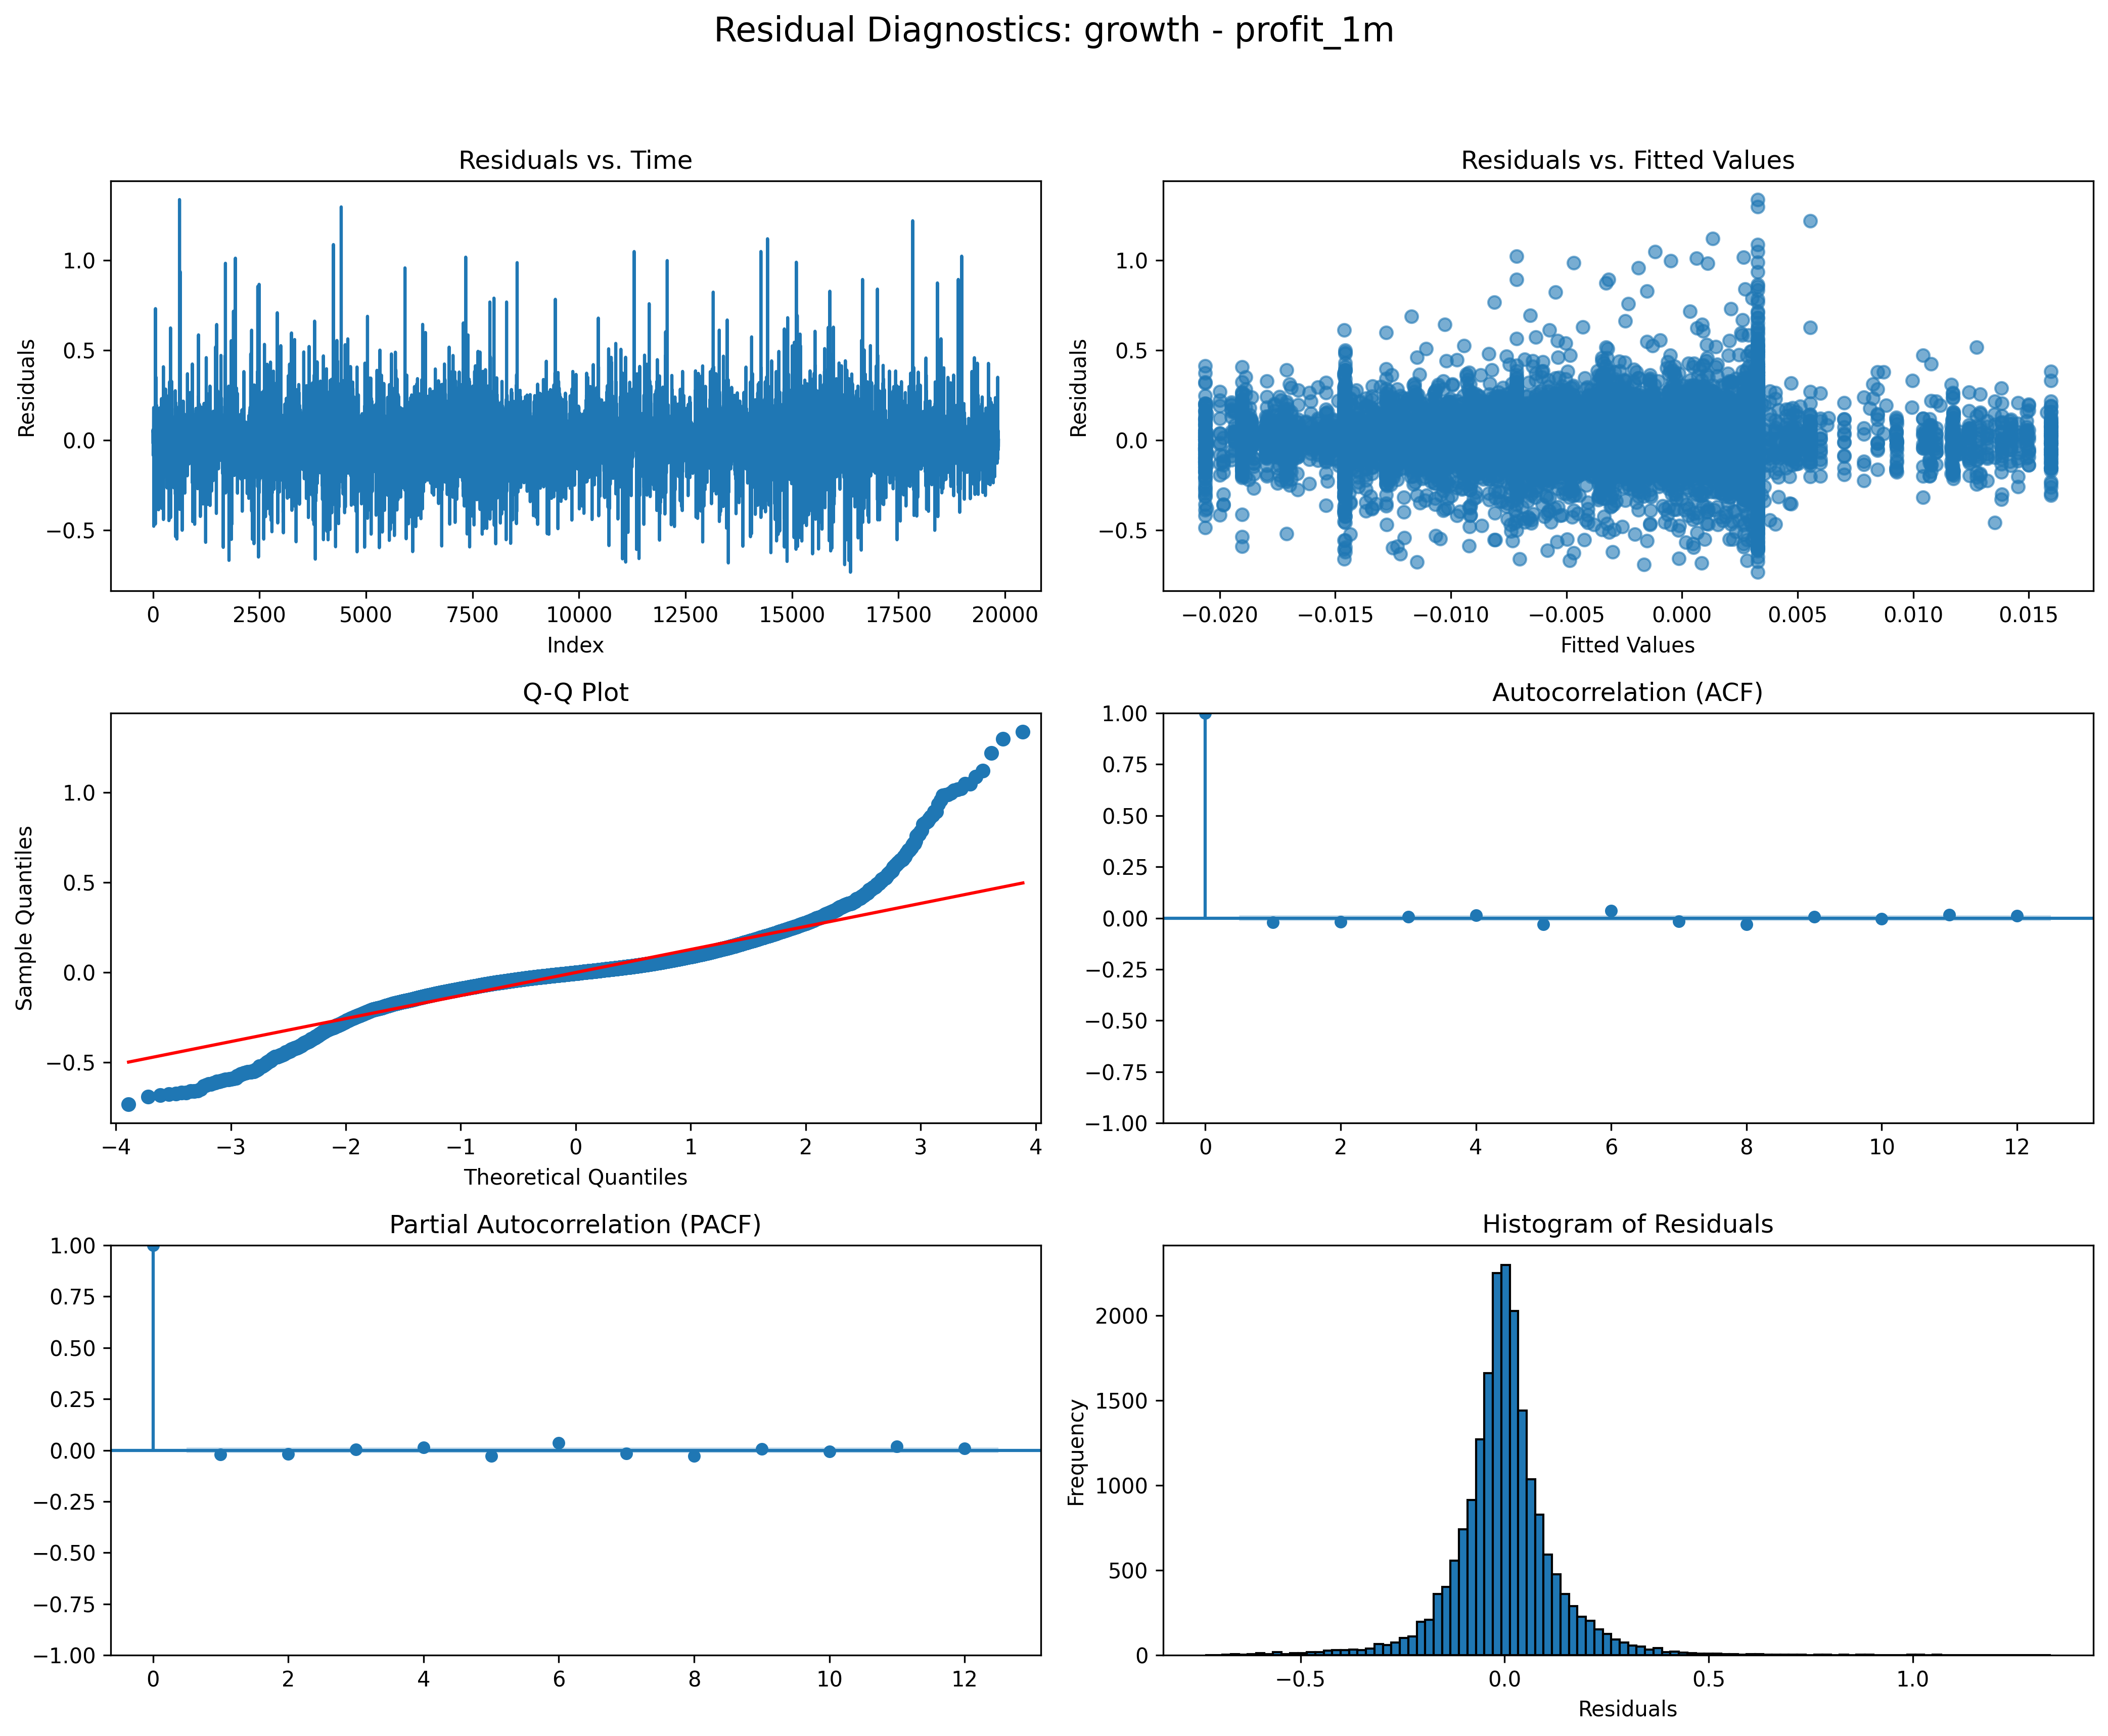 Residual Diagnostics: growth - profit_1m
Residuals vs. Time
Residuals
1.0
0.5
0.0
−0.5
0 2500 5000 7500 10000 12500 15000 17500 20000
Index
Residuals vs. Fitted Values
Residuals
1.0
0.5
0.0
−0.5
−0.020 −0.015 −0.010 −0.005 0.000 0.005 0.010 0.015
Fitted Values
Q-Q Plot
Sample Quantiles
1.0
0.5
0.0
−0.5
−4 −3 −2 −1 0 1 2 3 4
Theoretical Quantiles
Autocorrelation (ACF)
1.00
0.75
0.50
0.25
0.00
−0.25
−0.50
−0.75
−1.00
0 2 4 6 8 10 12
Partial Autocorrelation (PACF)
1.00
0.75
0.50
0.25
0.00
−0.25
−0.50
−0.75
−1.00
0 2 4 6 8 10 12
Histogram of Residuals
Frequency
2000
1500
1000
500
0
−0.5 0.0 0.5 1.0
Residuals